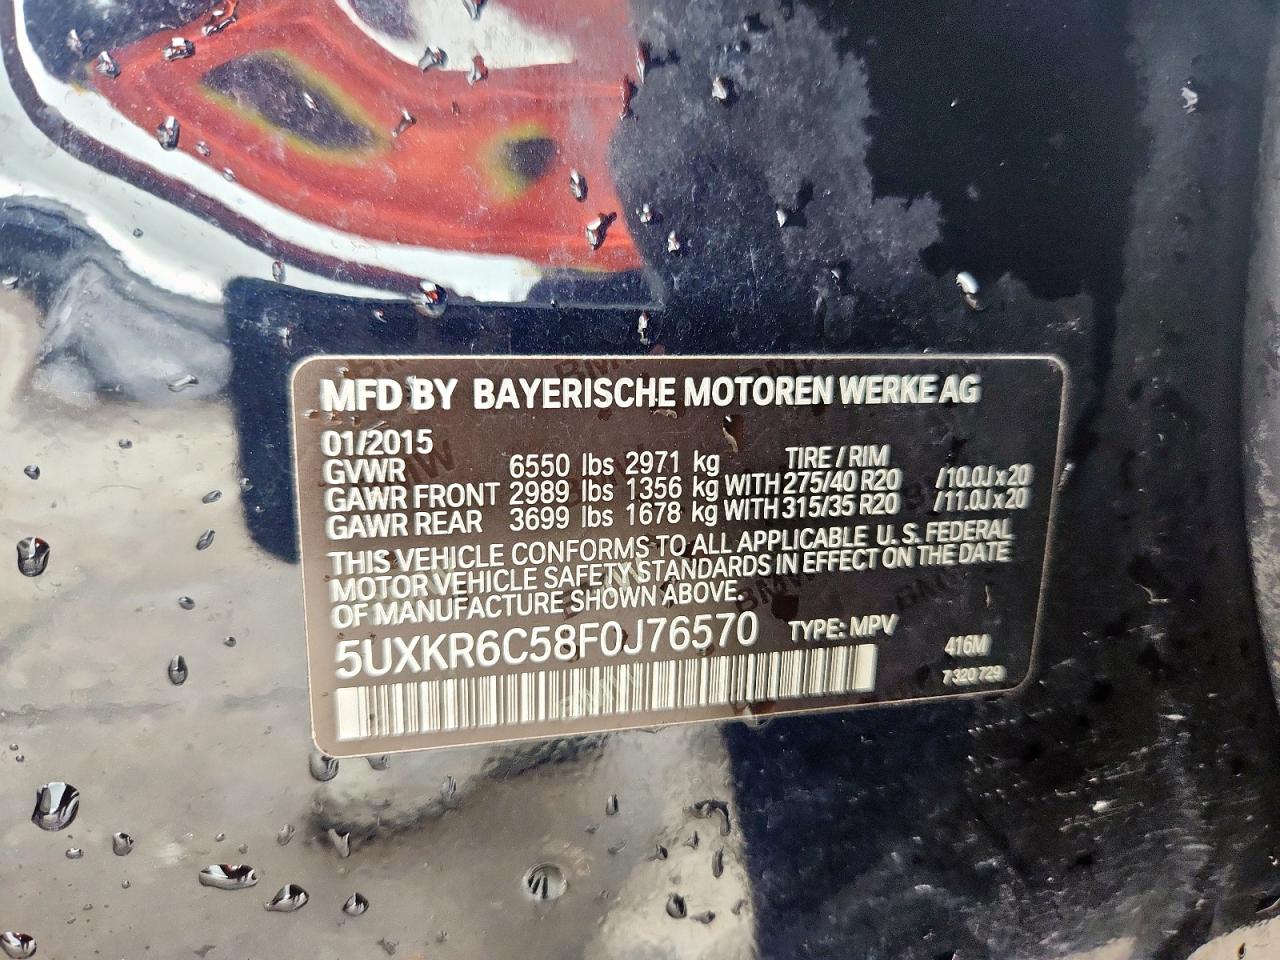 MFD BY BAYERISCHE MOTOREN WERKE AG
01/2015
GVWR 6550 lbs 2971 kg TIRE / RIM
GAWR FRONT 2989 lbs 1356 kg WITH 275/40 R20 /10.0J x 20
GAWR REAR 3699 lbs 1678 kg WITH 315/35 R20 /11.0J x 20
THIS VEHICLE CONFORMS TO ALL APPLICABLE U. S. FEDERAL
MOTOR VEHICLE SAFETY STANDARDS IN EFFECT ON THE DATE
OF MANUFACTURE SHOWN ABOVE.
5UXKR6C58F0J76570 TYPE: MPV
416M
7320729